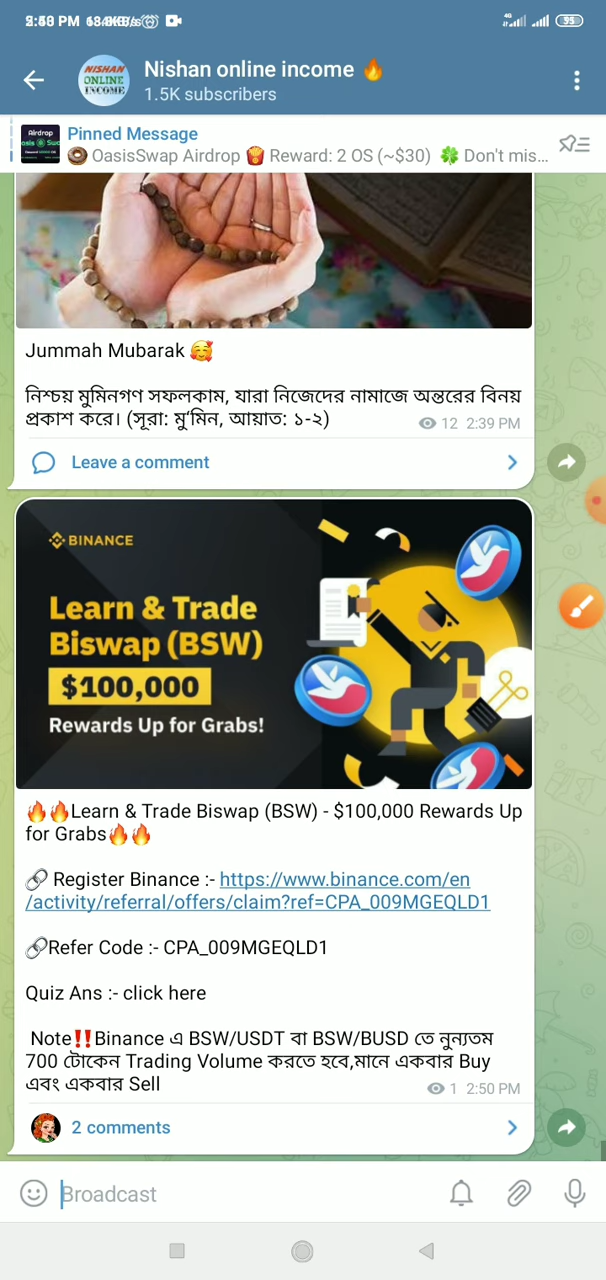 PM
95
Nishan online income 🔥
NISHAN
ONLINE
INCOME
1.5K subscribers
Airdrop
Pinned Message
🍩 OasisSwap Airdrop 🍟 Reward: 2 OS (~$30) 🍀 Don't mis...
Jummah Mubarak 🥰
নিশ্চয় মুমিনগণ সফলকাম, যারা নিজেদের নামাজে অন্তরের বিনয়
প্রকাশ করে। (সূরা: মু'মিন, আয়াত: ১-২)
12 2:39 PM
Leave a comment
BINANCE
Learn & Trade
Biswap (BSW)
$100,000
Rewards Up for Grabs!
🔥🔥Learn & Trade Biswap (BSW) - $100,000 Rewards Up
for Grabs🔥🔥
🔗 Register Binance :- https://www.binance.com/en
/activity/referral/offers/claim?ref=CPA_009MGEQLD1
🔗Refer Code :- CPA_009MGEQLD1
Quiz Ans :- click here
Note‼️Binance এ BSW/USDT বা BSW/BUSD তে নুন্যতম
700 টোকেন Trading Volume করতে হবে,মানে একবার Buy
এবং একবার Sell
1 2:50 PM
2 comments
Broadcast